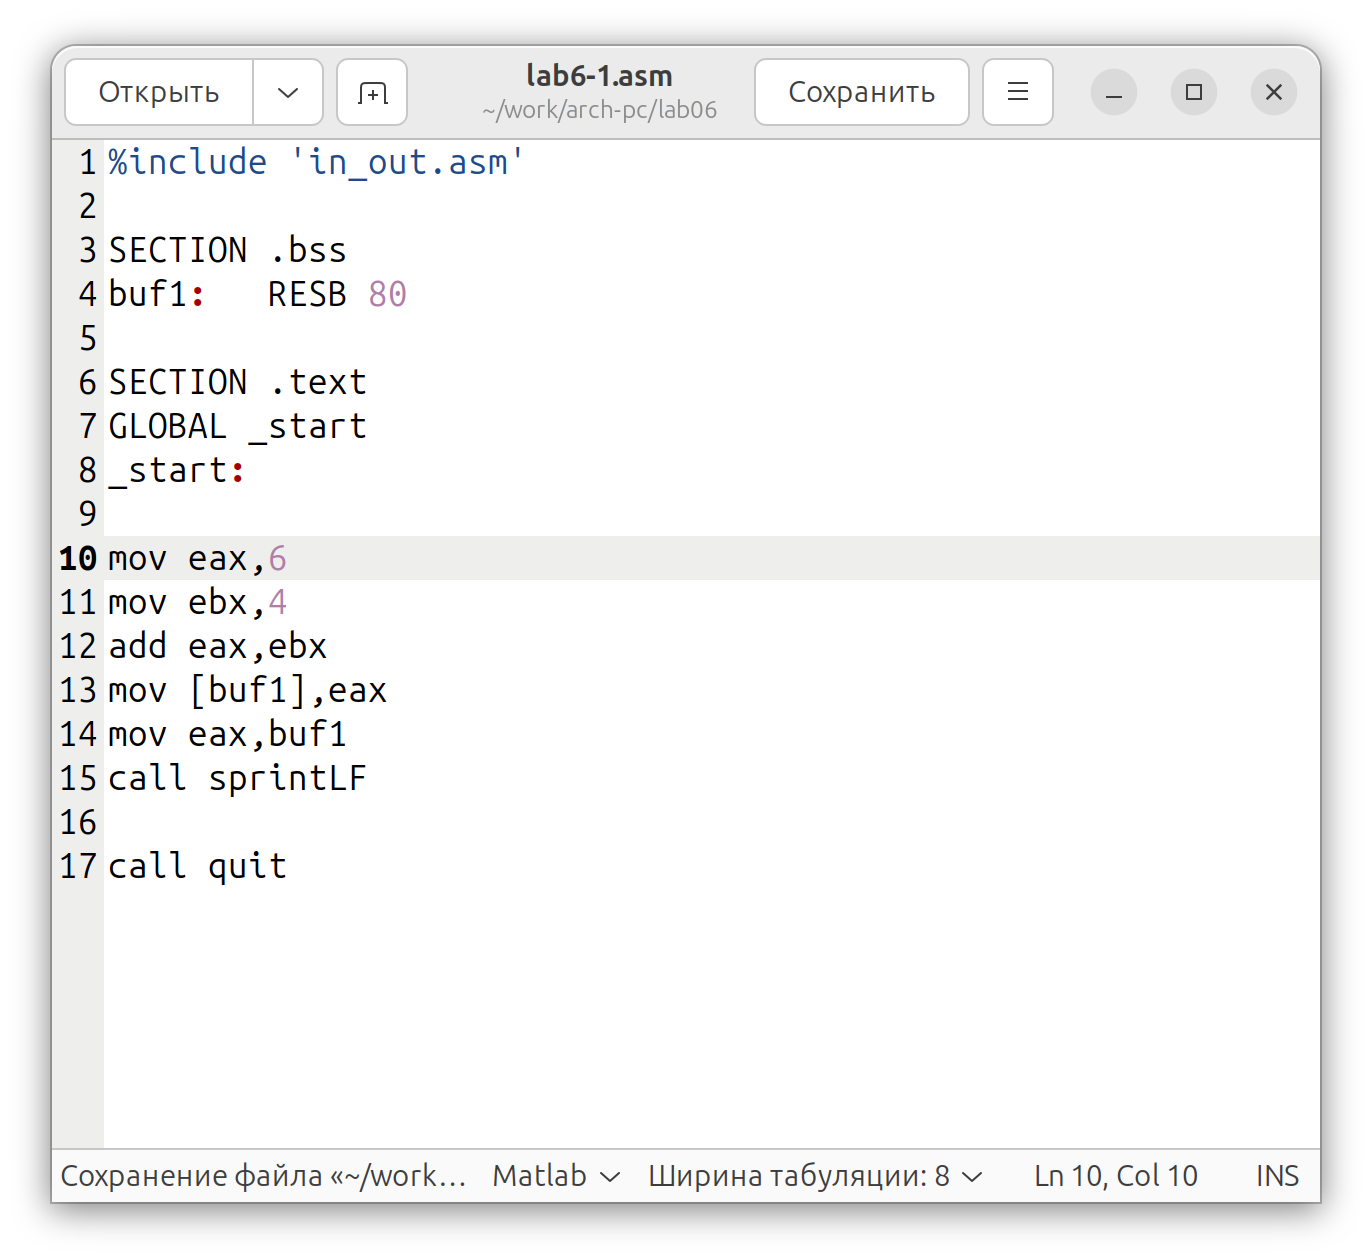 Открыть
lab6-1.asm
~/work/arch-pc/lab06
Сохранить
1 %include 'in_out.asm'
2
3 SECTION .bss
4 buf1:   RESB 80
5
6 SECTION .text
7 GLOBAL _start
8 _start:
9
10 mov eax,6
11 mov ebx,4
12 add eax,ebx
13 mov [buf1],eax
14 mov eax,buf1
15 call sprintLF
16
17 call quit
Сохранение файла «~/work… Matlab Ширина табуляции: 8 Ln 10, Col 10 INS